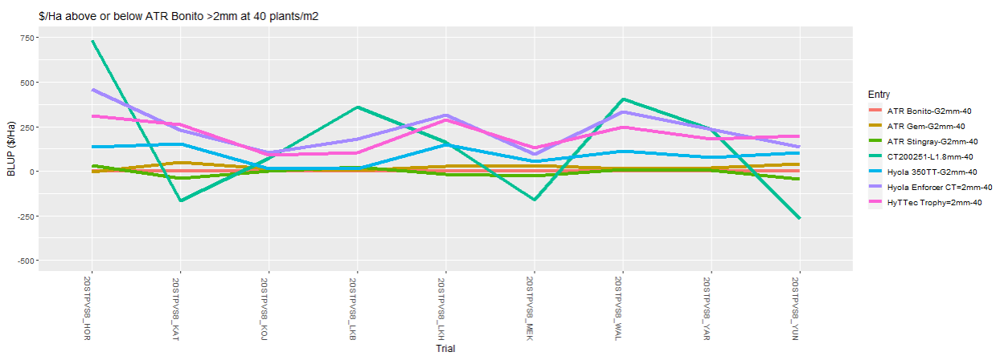 $/Ha above or below ATR Bonito >2mm at 40 plants/m2
750
500
250
0
-250
-500
BLUP ($/Ha)
20STPVS8_HOR
20STPVS8_KAT
20STPVS8_KOJ
20STPVS8_LKB
20STPVS8_LKH
20STPVS8_MEK
20STPVS8_WAL
20STPVS8_YAR
20STPVS8_YUN
Trial
Entry
ATR Bonito-G2mm-40
ATR Gem-G2mm-40
ATR Stingray-G2mm-40
CT200251-L1.8mm-40
Hyola 350TT-G2mm-40
Hyola Enforcer CT=2mm-40
HyTTec Trophy=2mm-40